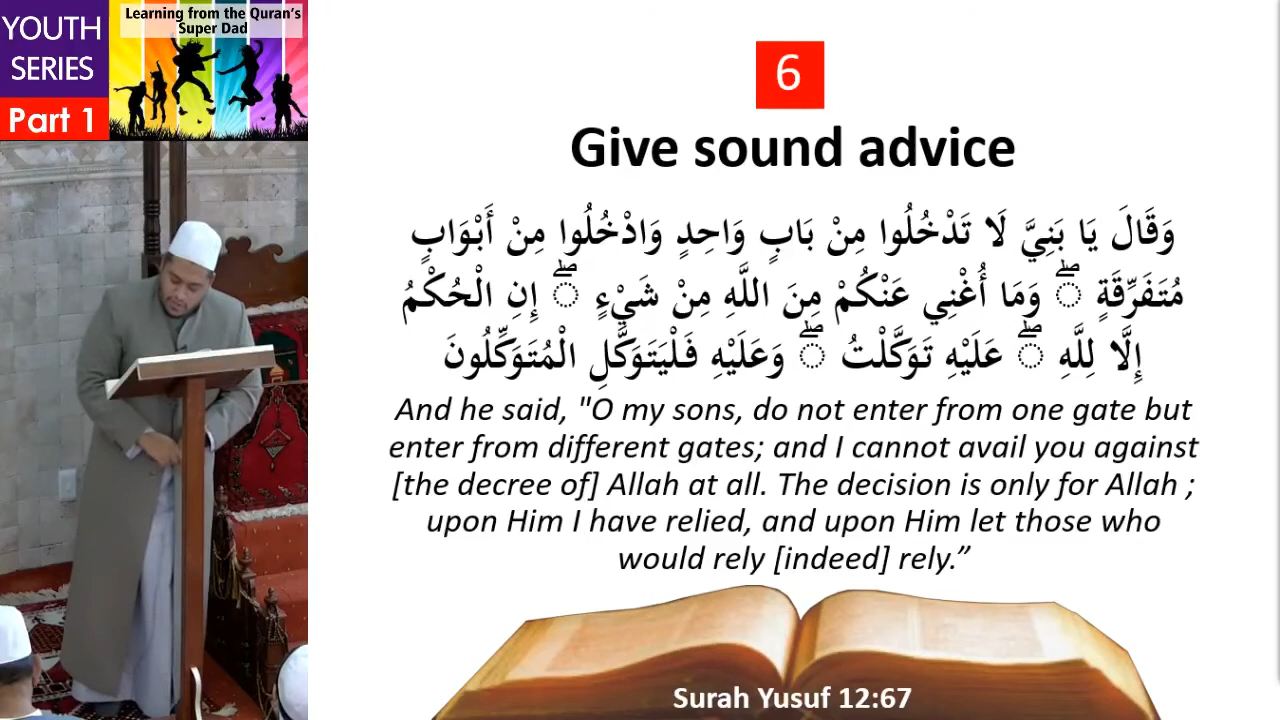 YOUTH
SERIES
Part 1
Learning from the Quran's
Super Dad
6
Give sound advice
وَقَالَ يَا بَنِيَّ لَا تَدْخُلُوا مِنْ بَابٍ وَاحِدٍ وَادْخُلُوا مِنْ أَبْوَابٍ
مُتَفَرِّقَةٍ ۖ وَمَا أُغْنِي عَنْكُمْ مِنَ اللَّهِ مِنْ شَيْءٍ ۖ إِنِ الْحُكْمُ
إِلَّا لِلَّهِ ۖ عَلَيْهِ تَوَكَّلْتُ ۖ وَعَلَيْهِ فَلْيَتَوَكَّلِ الْمُتَوَكِّلُونَ
And he said, "O my sons, do not enter from one gate but
enter from different gates; and I cannot avail you against
[the decree of] Allah at all. The decision is only for Allah ;
upon Him I have relied, and upon Him let those who
would rely [indeed] rely.”
Surah Yusuf 12:67